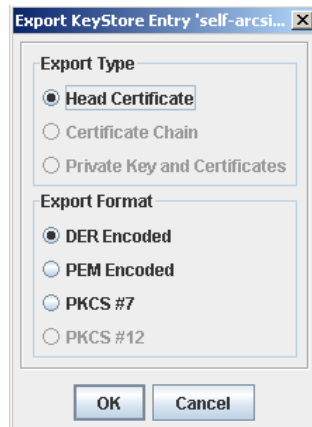 Export KeyStore Entry 'self-arcsi...
Export Type
Head Certificate
Certificate Chain
Private Key and Certificates
Export Format
DER Encoded
PEM Encoded
PKCS #7
PKCS #12
OK Cancel